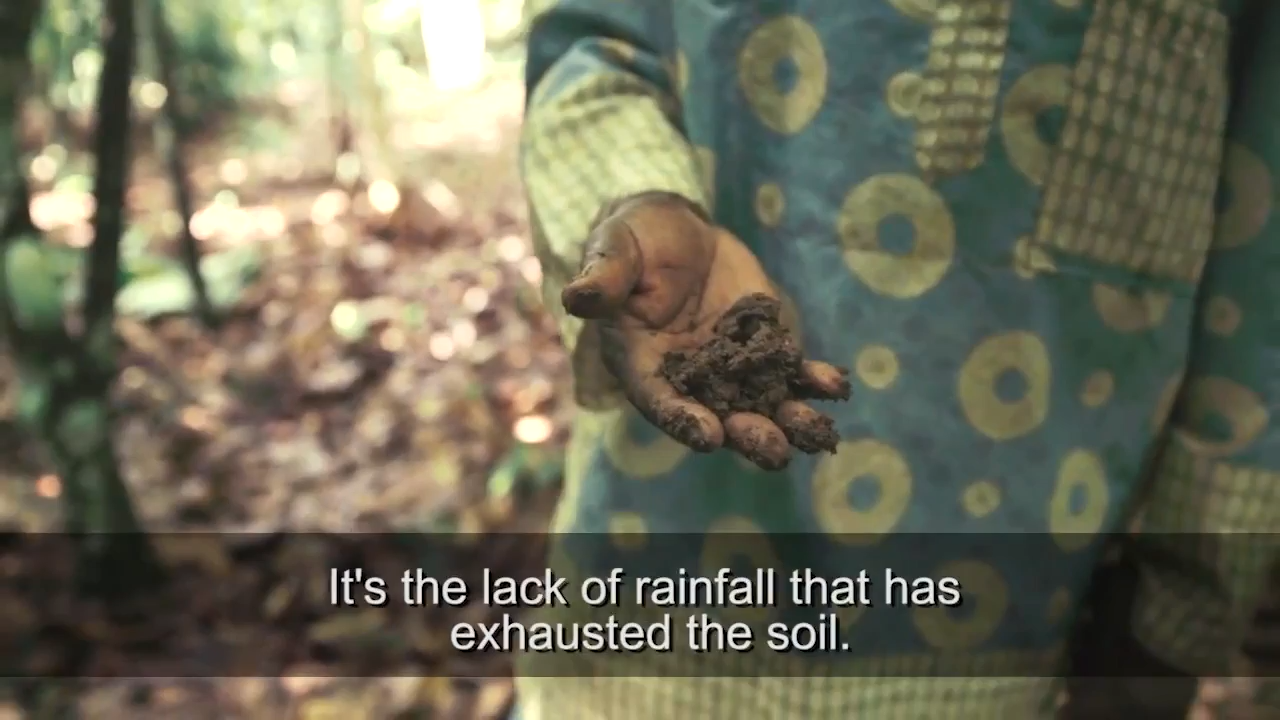 It's the lack of rainfall that has
exhausted the soil.